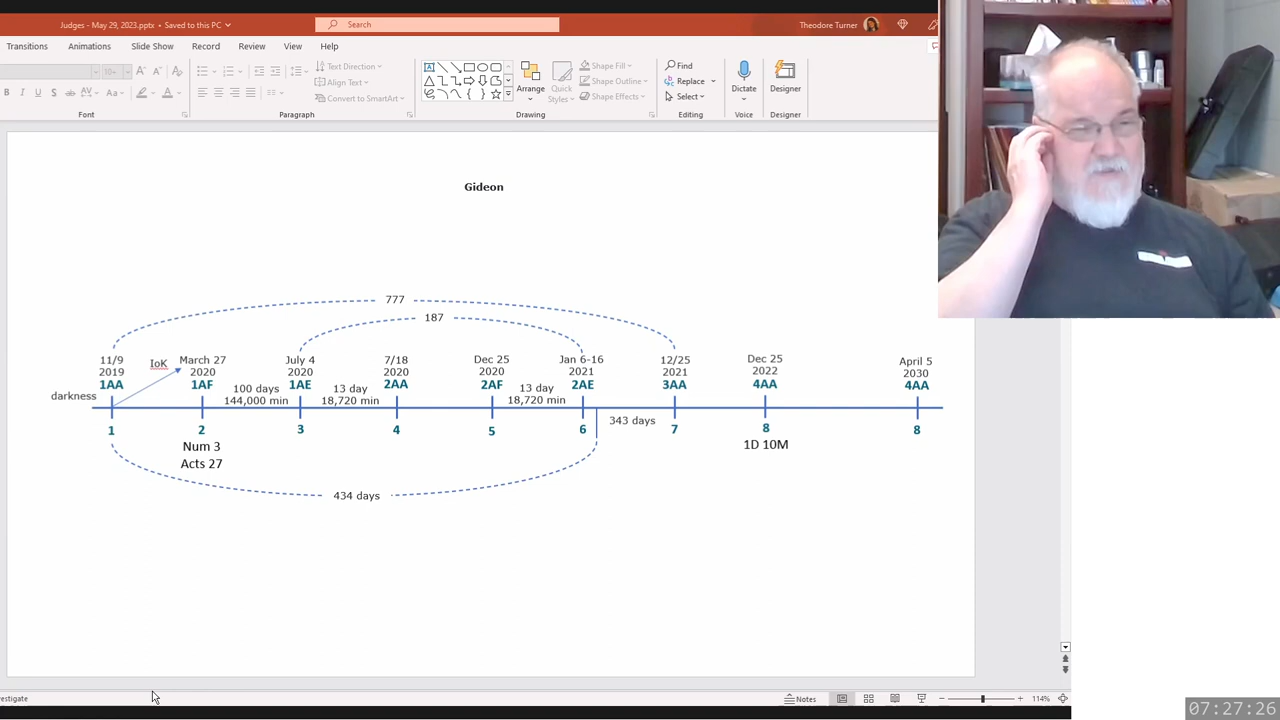 Judges - May 29, 2023.pptx • Saved to this PC
Search
Theodore Turner
Transitions Animations Slide Show Record Review View Help
Text Direction
Align Text
Convert to SmartArt
Arrange
Quick Styles
Shape Fill
Shape Outline
Shape Effects
Find
Replace
Select
Dictate
Designer
Font Paragraph Drawing Editing Voice Designer
Gideon
777
187
11/9 IoK March 27 July 4 7/18 Dec 25 Jan 6-16 12/25 Dec 25 April 5
2019 2020 2020 2020 2020 2021 2021 2022 2030
1AA 1AF 100 days 1AE 13 day 2AA 2AF 13 day 2AE 3AA 4AA 4AA
darkness 144,000 min 18,720 min 18,720 min
343 days
1 2 3 4 5 6 7 8 8
Num 3 1D 10M
Acts 27
434 days
estigate Notes 114%
07:27:26